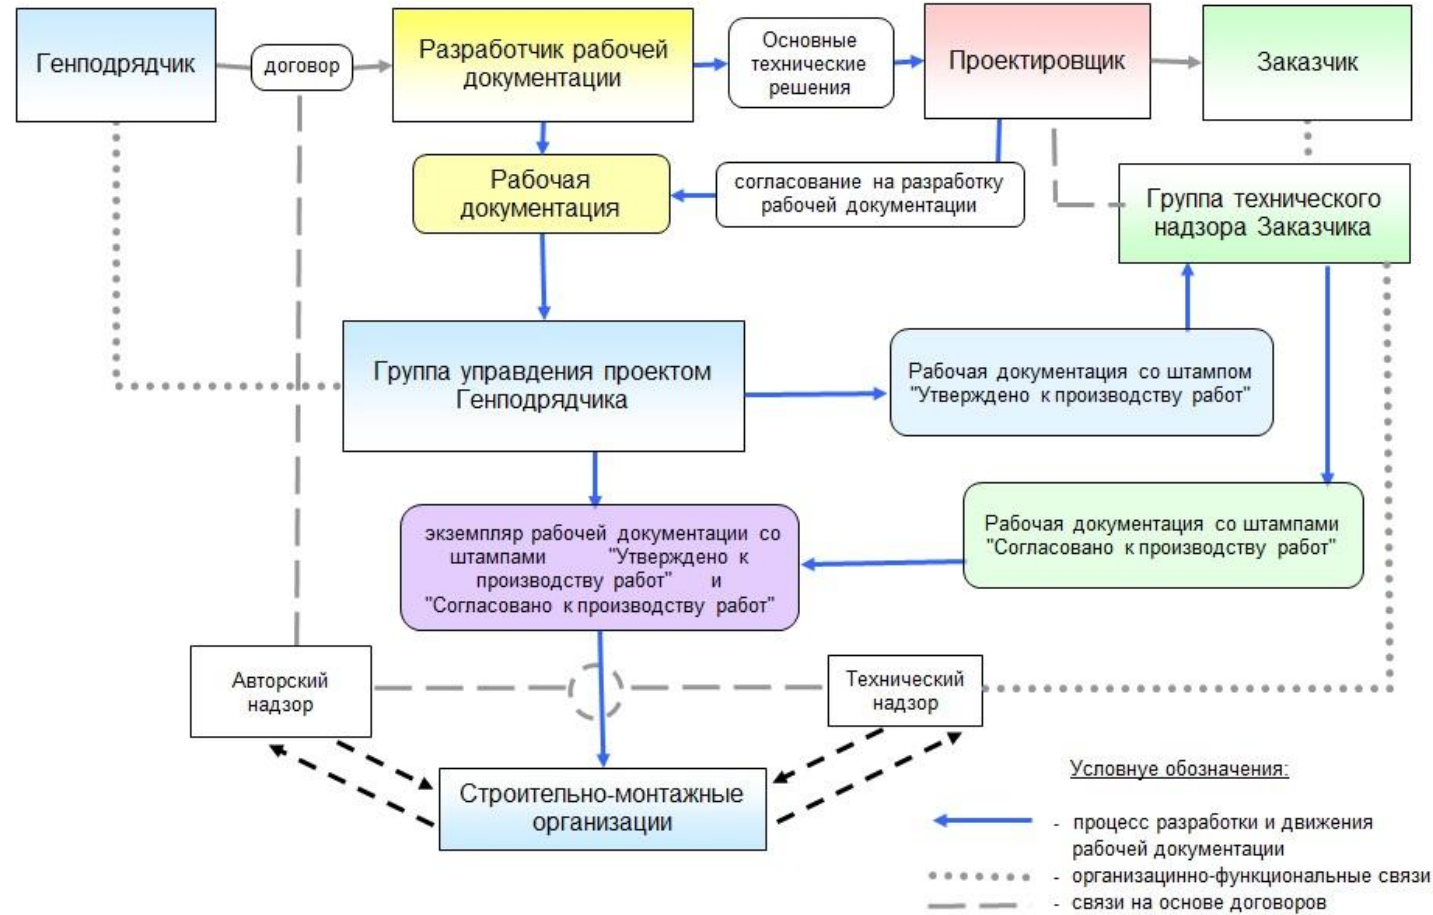 Генподрядчик
договор
Разработчик рабочей
документации
Основные
технические
решения
Проектировщик
Заказчик
Рабочая
документация
согласование на разработку
рабочей документации
Группа технического
надзора Заказчика
Группа управдения проектом
Генподрядчика
Рабочая документация со штампом
"Утверждено к производству работ"
экземпляр рабочей документации со
штампами "Утверждено к
производству работ" и
"Согласовано к производству работ"
Рабочая документация со штампами
"Согласовано к производству работ"
Авторский
надзор
Технический
надзор
Строительно-монтажные
организации
Условнуе обозначения:
- процесс разработки и движения
рабочей документации
- организацинно-функциональные связи
- связи на основе договоров